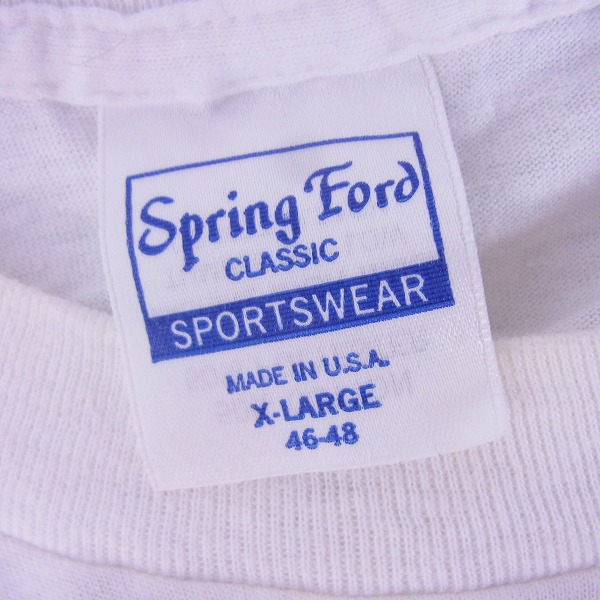 Spring Ford
CLASSIC
SPORTSWEAR
MADE IN U.S.A.
X-LARGE
46-48